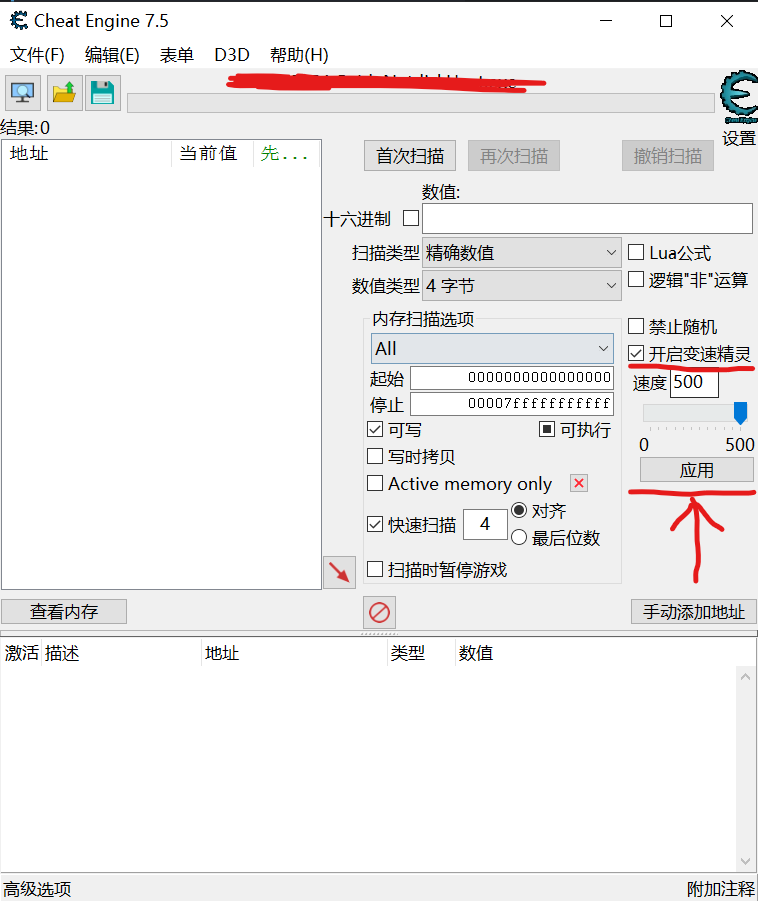 Cheat Engine 7.5
文件(F) 编辑(E) 表单 D3D 帮助(H)
结果:0
设置
地址 当前值 先...
首次扫描 再次扫描 撤销扫描
数值:
十六进制
扫描类型 精确数值 Lua公式
数值类型 4 字节 逻辑"非"运算
内存扫描选项 禁止随机
All 开启变速精灵
起始 0000000000000000 速度 500
停止 00007fffffffffff
可写 可执行 0 500
写时拷贝 应用
Active memory only
快速扫描 4 对齐
最后位数
扫描时暂停游戏
查看内存 手动添加地址
激活 描述 地址 类型 数值
高级选项 附加注释